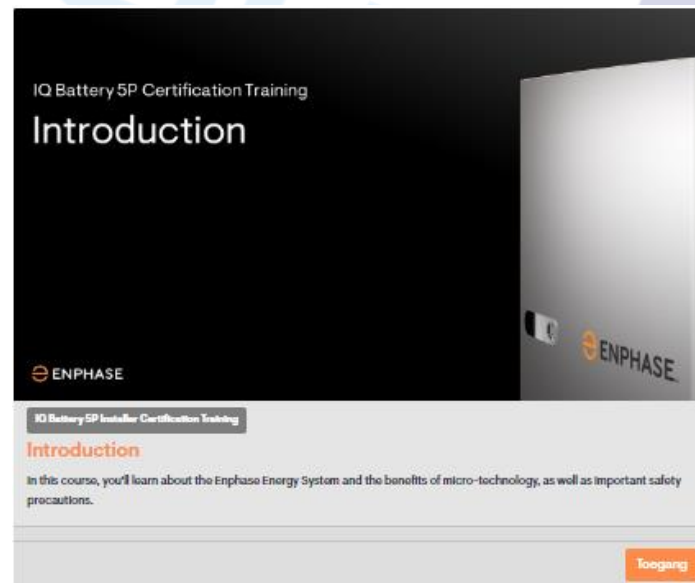 IQ Battery 5P Certification Training
Introduction
ENPHASE
ENPHASE
IQ Battery 5P Installer Certification Training
Introduction
In this course, you'll learn about the Enphase Energy System and the benefits of micro-technology, as well as important safety
precautions.
Toegang